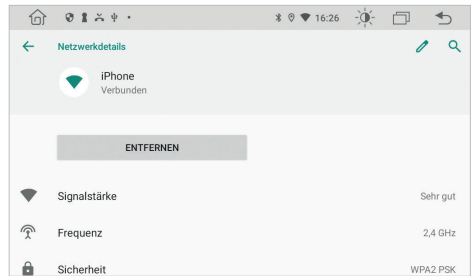 16:26
Netzwerkdetails
iPhone
Verbunden
ENTFERNEN
Signalstärke Sehr gut
Frequenz 2,4 GHz
Sicherheit WPA2 PSK